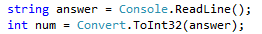 string answer = Console.ReadLine();
int num = Convert.ToInt32(answer);